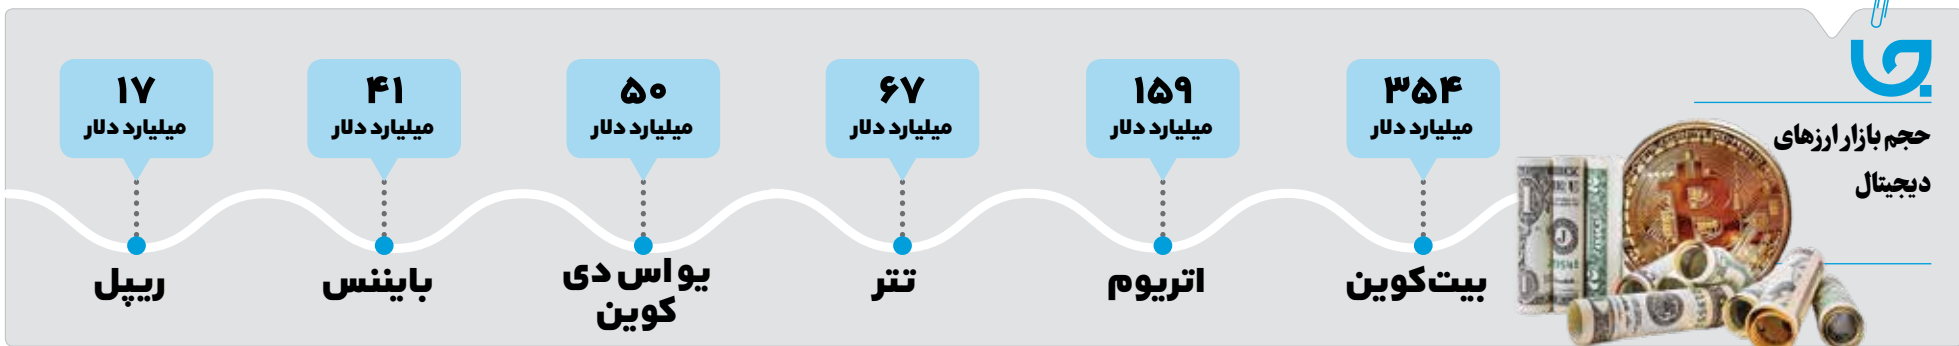 حجم بازار ارزهای
دیجیتال
۳۵۴
میلیارد دلار
بیت‌کوین
۱۵۹
میلیارد دلار
اتریوم
۶۷
میلیارد دلار
تتر
۵۰
میلیارد دلار
یو اس دی
کوین
۴۱
میلیارد دلار
بایننس
۱۷
میلیارد دلار
ریپل